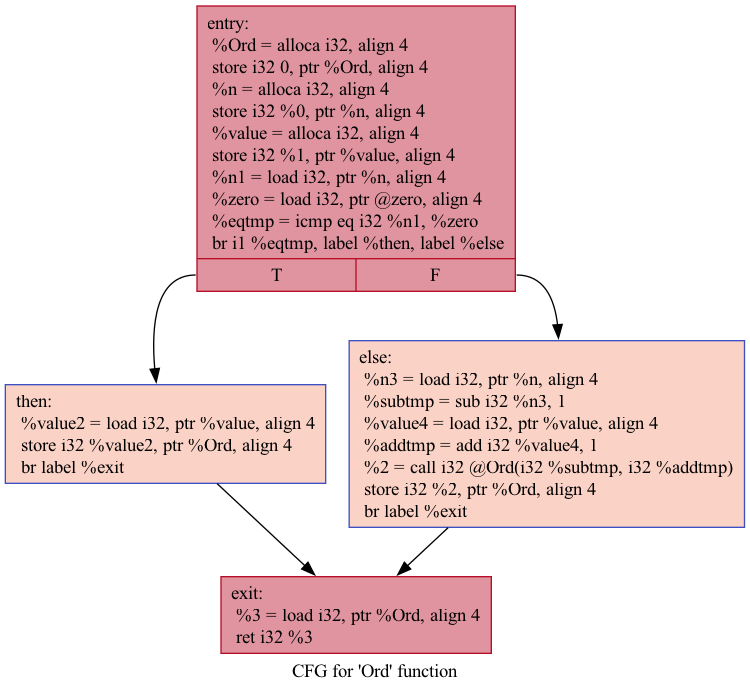 entry:
%Ord = alloca i32, align 4
store i32 0, ptr %Ord, align 4
%n = alloca i32, align 4
store i32 %0, ptr %n, align 4
%value = alloca i32, align 4
store i32 %1, ptr %value, align 4
%n1 = load i32, ptr %n, align 4
%zero = load i32, ptr @zero, align 4
%eqtmp = icmp eq i32 %n1, %zero
br i1 %eqtmp, label %then, label %else
T F
then:
%value2 = load i32, ptr %value, align 4
store i32 %value2, ptr %Ord, align 4
br label %exit
else:
%n3 = load i32, ptr %n, align 4
%subtmp = sub i32 %n3, 1
%value4 = load i32, ptr %value, align 4
%addtmp = add i32 %value4, 1
%2 = call i32 @Ord(i32 %subtmp, i32 %addtmp)
store i32 %2, ptr %Ord, align 4
br label %exit
exit:
%3 = load i32, ptr %Ord, align 4
ret i32 %3
CFG for 'Ord' function